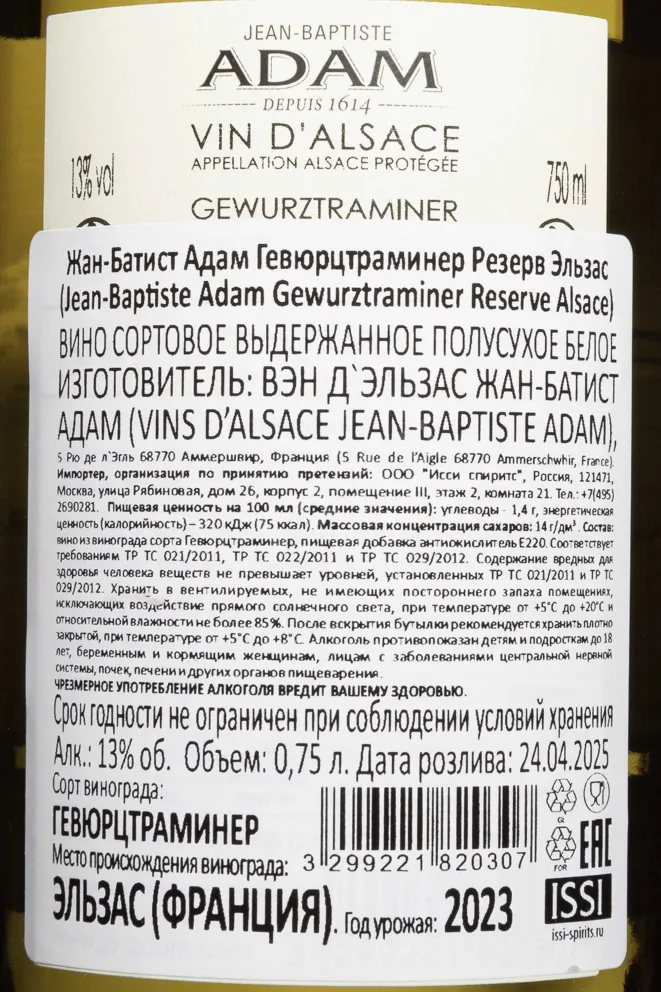 JEAN-BAPTISTE
ADAM
DEPUIS 1614
VIN D'ALSACE
APPELLATION ALSACE PROTÉGÉE
13% vol
750 ml
GEWURZTRAMINER
Жан-Батист Адам Гевюрцтраминер Резерв Эльзас
(Jean-Baptiste Adam Gewurztraminer Reserve Alsace)
ВИНО СОРТОВОЕ ВЫДЕРЖАННОЕ ПОЛУСУХОЕ БЕЛОЕ
ИЗГОТОВИТЕЛЬ: ВЭН Д`ЭЛЬЗАС ЖАН-БАТИСТ
АДАМ (VINS D'ALSACE JEAN-BAPTISTE ADAM),
5 Рю де л`Эгль 68770 Аммершвир, Франция (5 Rue de l'Aigle 68770 Ammerschwhir, France).
Импортер, организация по принятию претензий: ООО "Исси спиритс", Россия, 121471,
Москва, улица Рябиновая, дом 26, корпус 2, помещение III, этаж 2, комната 21. Тел.: +7(495)
2690281. Пищевая ценность на 100 мл (средние значения): углеводы - 1,4 г, энергетическая
ценность (калорийность) – 320 кДж (75 ккал). Массовая концентрация сахаров: 14 г/дм³. Состав:
вино из винограда сорта Гевюрцтраминер, пищевая добавка антиокислитель Е220. Соответствует
требованиям ТР ТС 021/2011, ТР ТС 022/2011 и ТР ТС 029/2012. Содержание вредных для
здоровья человека веществ не превышает уровней, установленных ТР ТС 021/2011 и ТР ТС
029/2012. Хранить в вентилируемых, не имеющих постороннего запаха помещениях,
исключающих воздействие прямого солнечного света, при температуре от +5°C до +20°C и
относительной влажности не более 85%. После вскрытия бутылки рекомендуется хранить плотно
закрытой, при температуре от +5°C до +8°C. Алкоголь противопоказан детям и подросткам до 18
лет, беременным и кормящим женщинам, лицам с заболеваниями центральной нервной
системы, почек, печени и других органов пищеварения.
ЧРЕЗМЕРНОЕ УПОТРЕБЛЕНИЕ АЛКОГОЛЯ ВРЕДИТ ВАШЕМУ ЗДОРОВЬЮ.
Срок годности не ограничен при соблюдении условий хранения
Алк.: 13% об. Объем: 0,75 л. Дата розлива: 24.04.2025
Сорт винограда:
ГЕВЮРЦТРАМИНЕР
Место происхождения винограда:
3 299221 820307
GL
FOR
EAC
ЭЛЬЗАС (ФРАНЦИЯ). Год урожая: 2023
ISSI
issi-spirits.ru